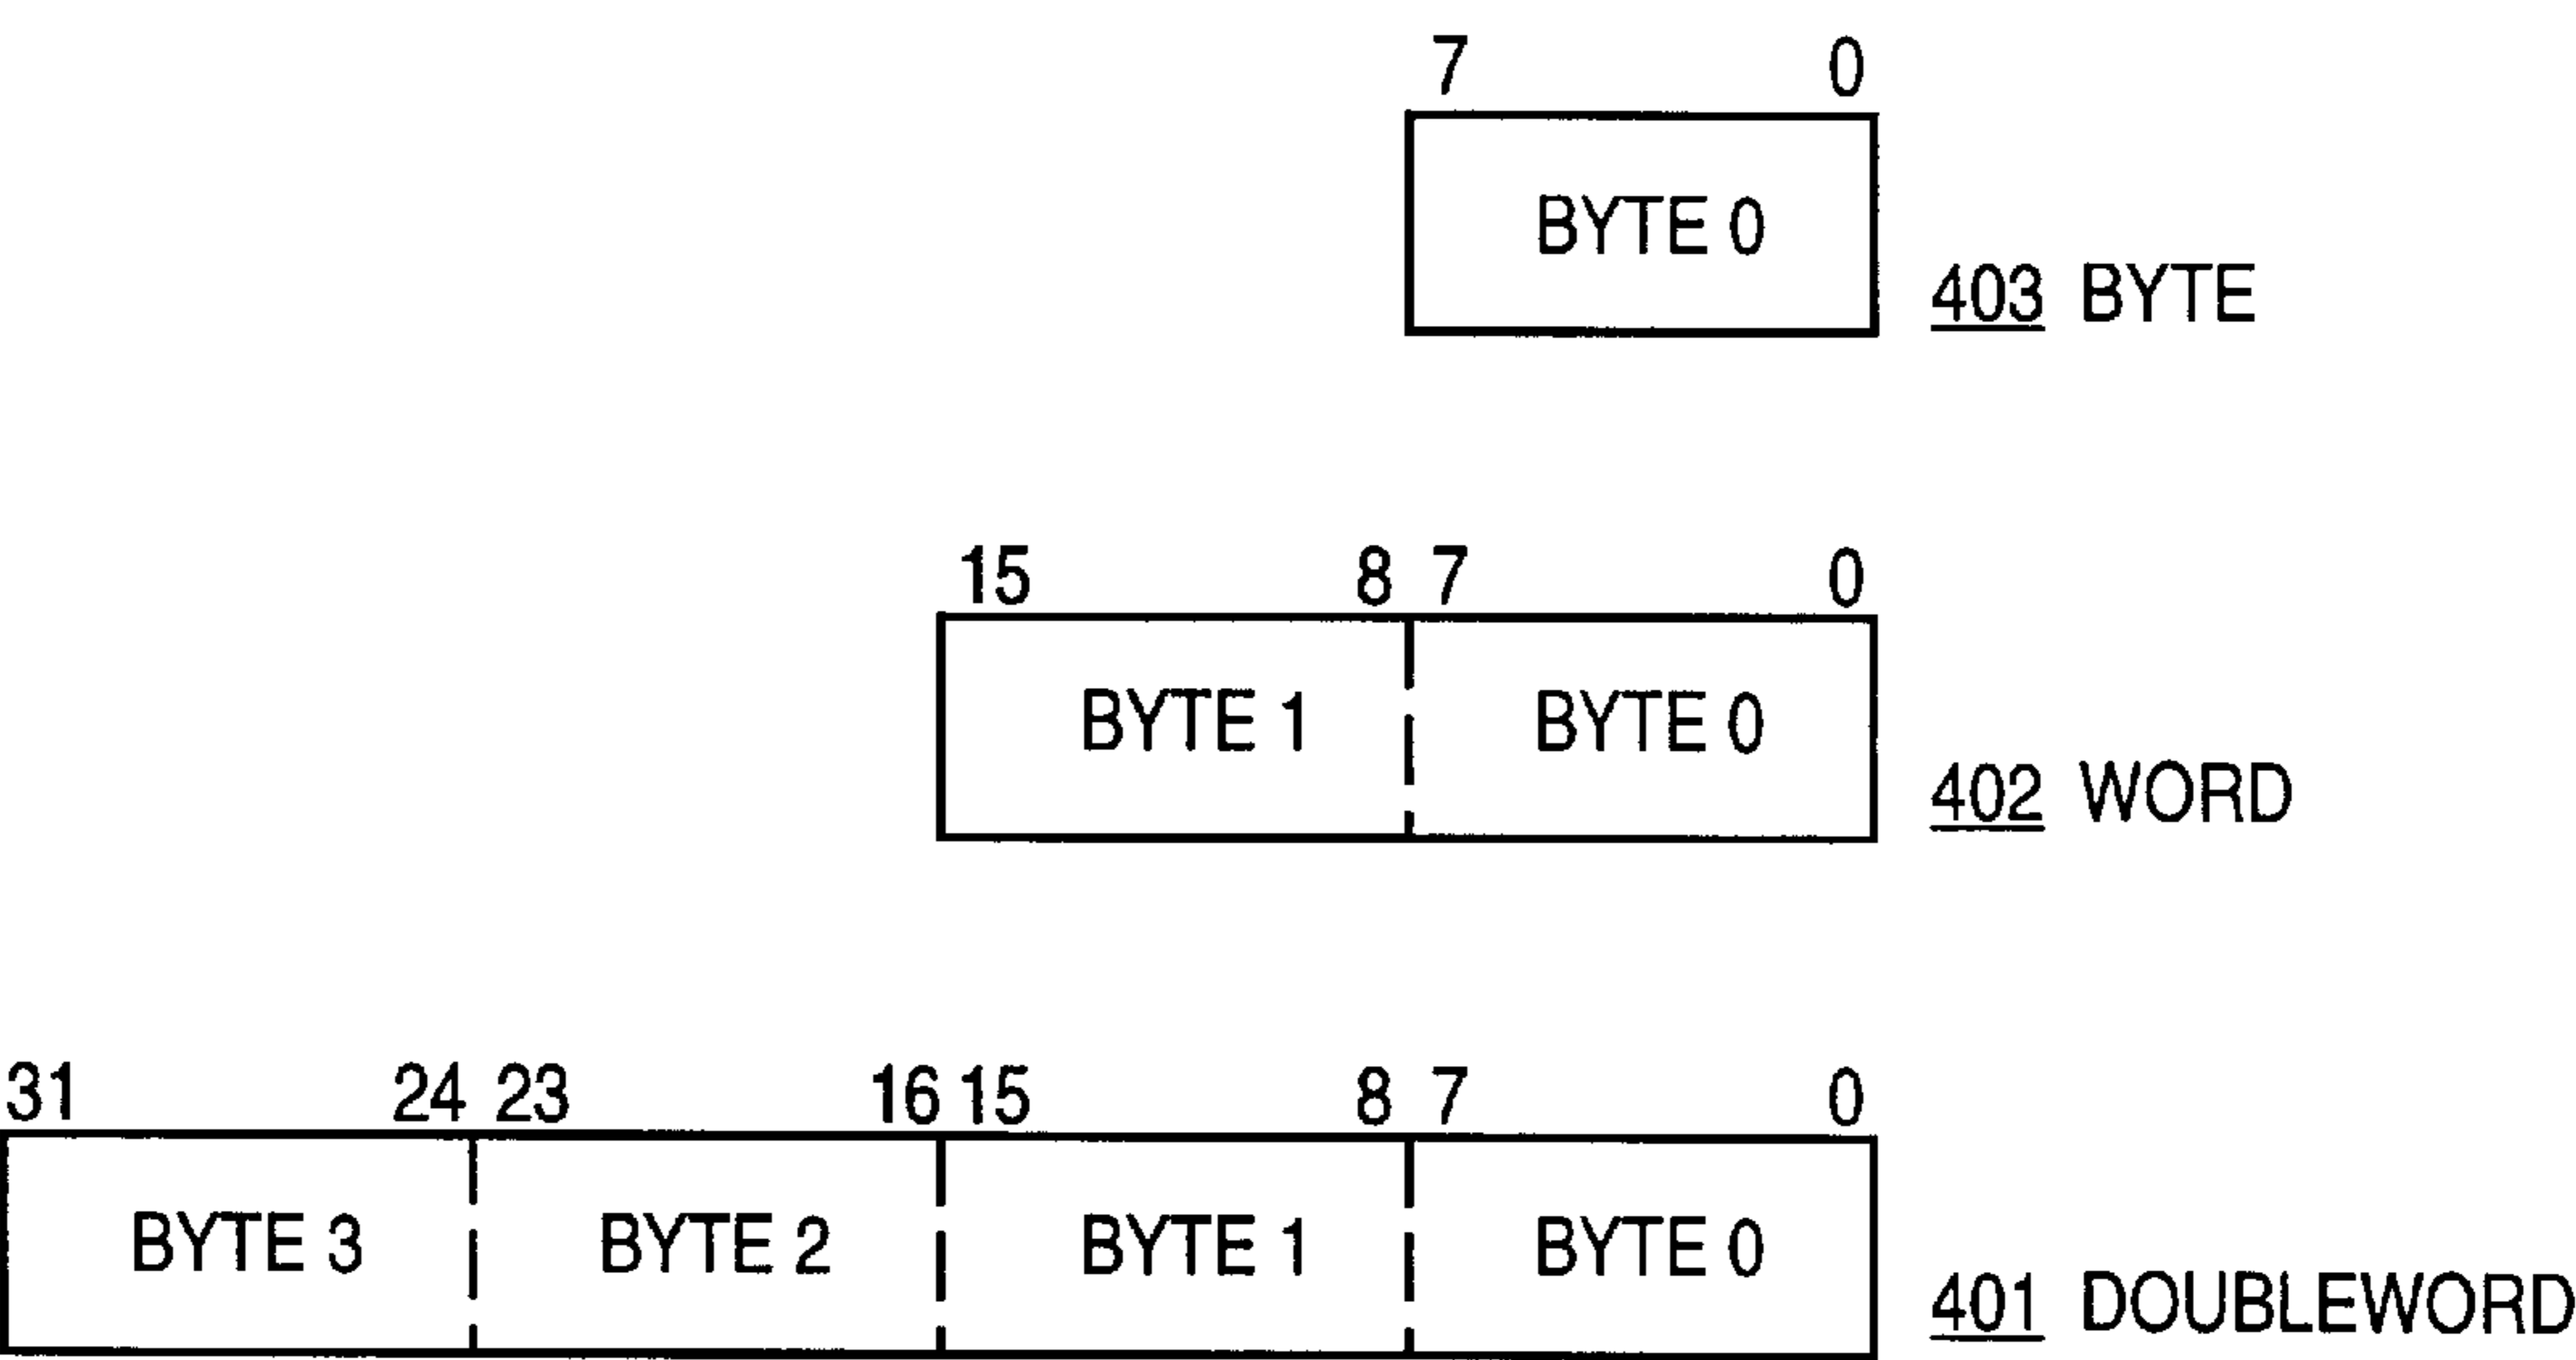 7 0
BYTE 0
403 BYTE
15 8 7 0
BYTE 1 BYTE 0
402 WORD
31 24 23 16 15 8 7 0
BYTE 3 BYTE 2 BYTE 1 BYTE 0
401 DOUBLEWORD